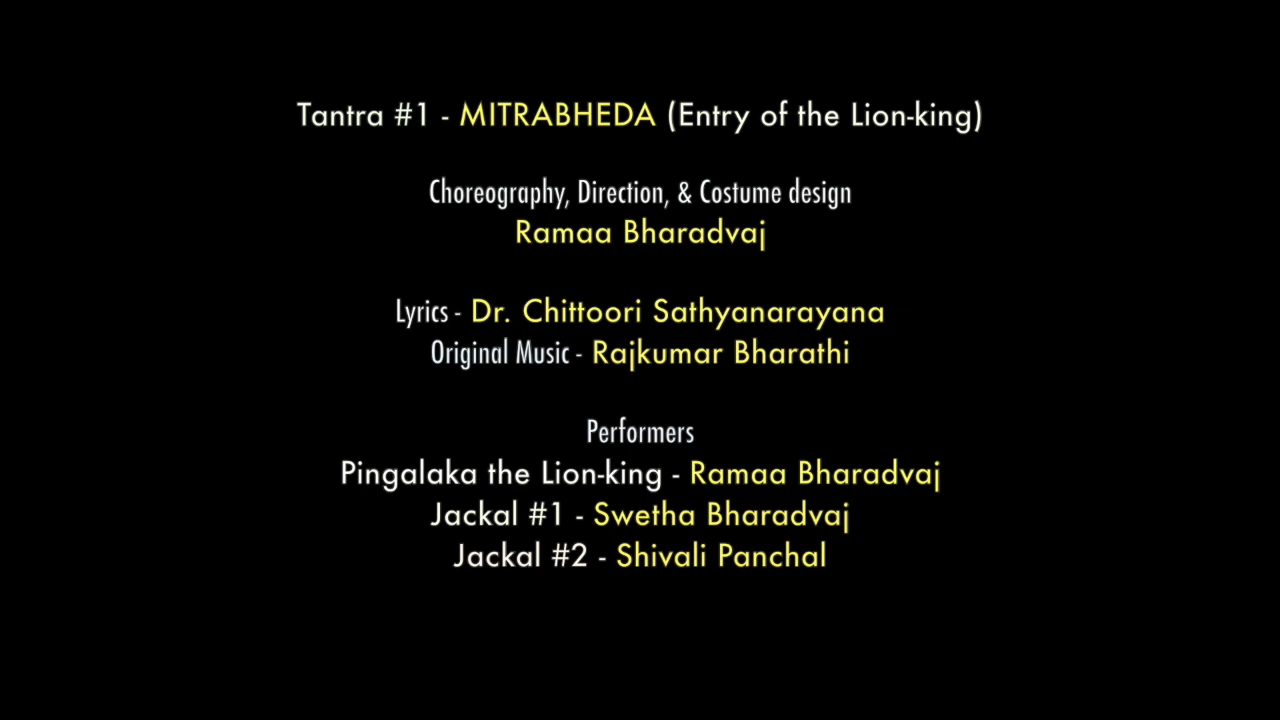 Tantra #1 - MITRABHEDA (Entry of the Lion-king)
Choreography, Direction, & Costume design
Ramaa Bharadvaj
Lyrics - Dr. Chittoori Sathyanarayana
Original Music - Rajkumar Bharathi
Performers
Pingalaka the Lion-king - Ramaa Bharadvaj
Jackal #1 - Swetha Bharadvaj
Jackal #2 - Shivali Panchal